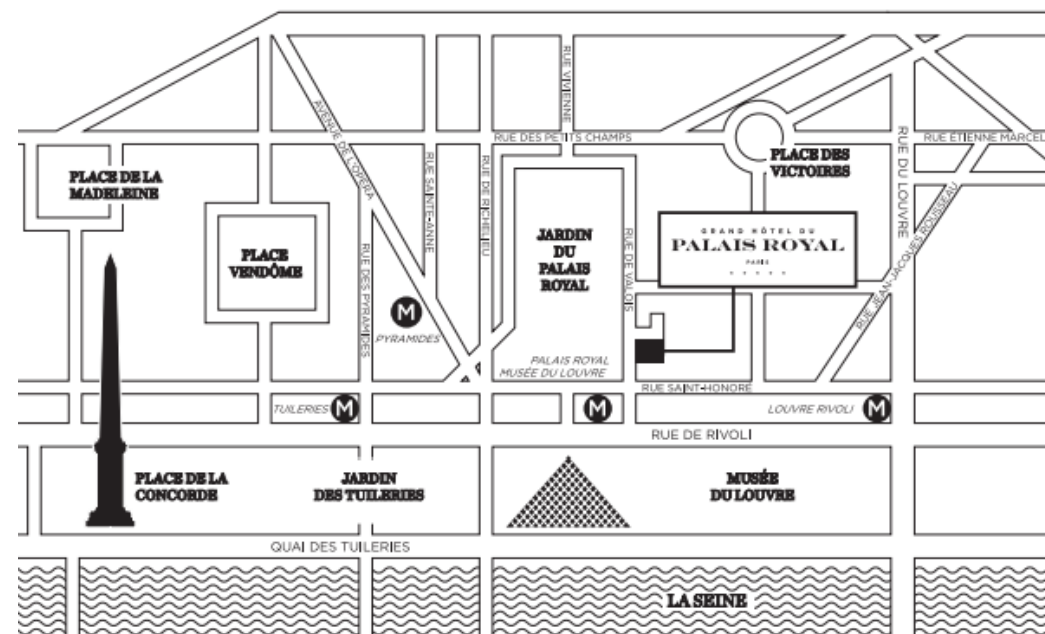 RUE VIVIENNE
AVENUE DE L'OPÉRA
RUE DES PETITS CHAMPS
RUE ETIENNE MARCEL
RUE DU LOUVRE
PLACE DE LA
MADELEINE
PLACE DES
VICTOIRES
RUE SAINTE-ANNE
RUE DE RICHELIEU
RUE JEAN-JACQUES ROUSSEAU
PLACE
VENDÔME
RUE DES PYRAMIDES
JARDIN
DU
PALAIS
ROYAL
RUE DE VALOIS
GRAND HÔTEL DU
PALAIS ROYAL
PARIS
M
PYRAMIDES
PALAIS ROYAL
MUSÉE DU LOUVRE
RUE SAINT-HONORÉ
TUILERIES M
M
LOUVRE RIVOLI M
RUE DE RIVOLI
PLACE DE LA
CONCORDE
JARDIN
DES TUILERIES
MUSÉE
DU LOUVRE
QUAI DES TUILERIES
LA SEINE